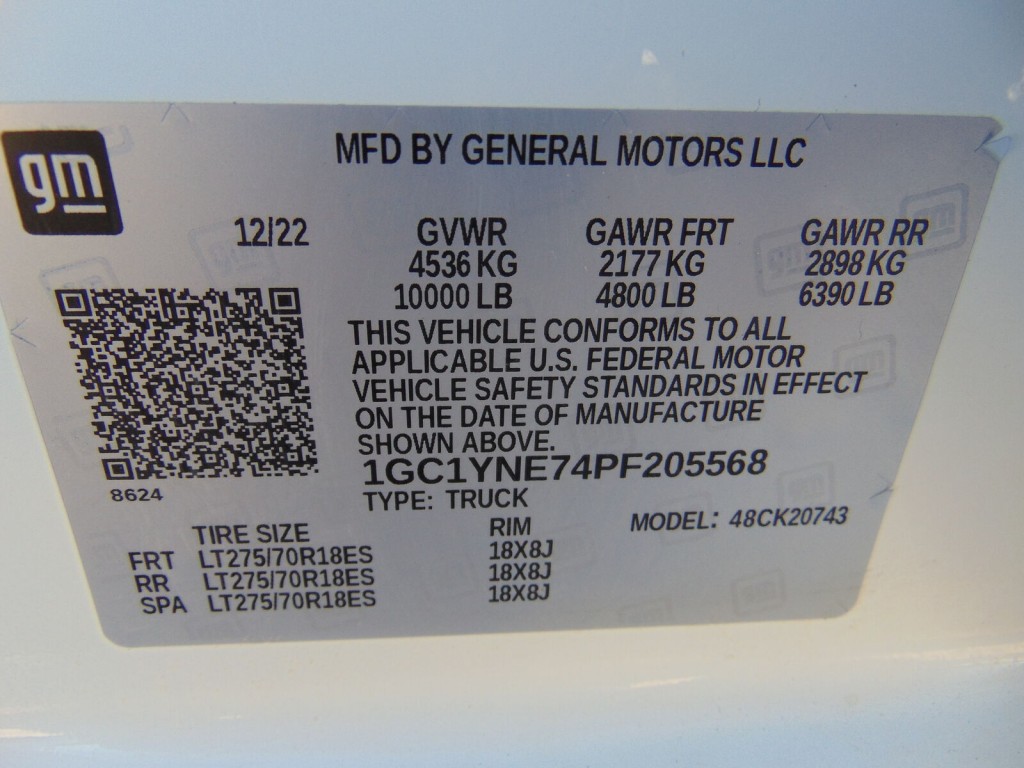 gm
MFD BY GENERAL MOTORS LLC
12/22 GVWR GAWR FRT GAWR RR
4536 KG 2177 KG 2898 KG
10000 LB 4800 LB 6390 LB
THIS VEHICLE CONFORMS TO ALL
APPLICABLE U.S. FEDERAL MOTOR
VEHICLE SAFETY STANDARDS IN EFFECT
ON THE DATE OF MANUFACTURE
SHOWN ABOVE.
1GC1YNE74PF205568
8624
TYPE: TRUCK
TIRE SIZE RIM MODEL: 48CK20743
FRT LT275/70R18ES 18X8J
RR LT275/70R18ES 18X8J
SPA LT275/70R18ES 18X8J